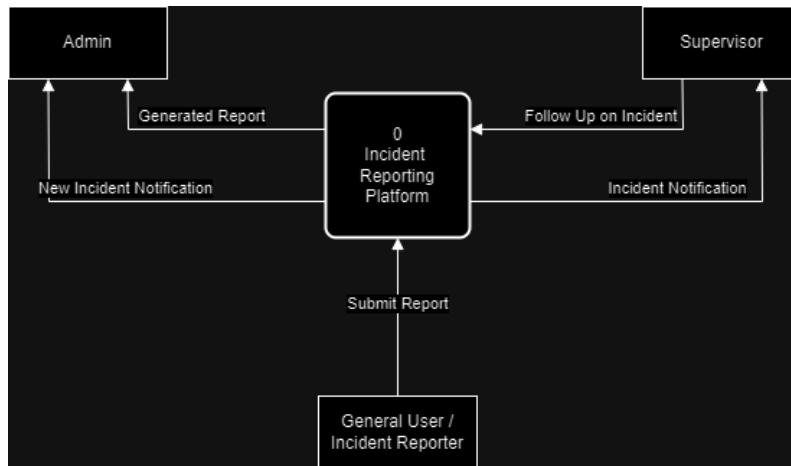 Admin
Supervisor
Generated Report
0
Incident
Reporting
Platform
Follow Up on Incident
New Incident Notification
Incident Notification
Submit Report
General User /
Incident Reporter